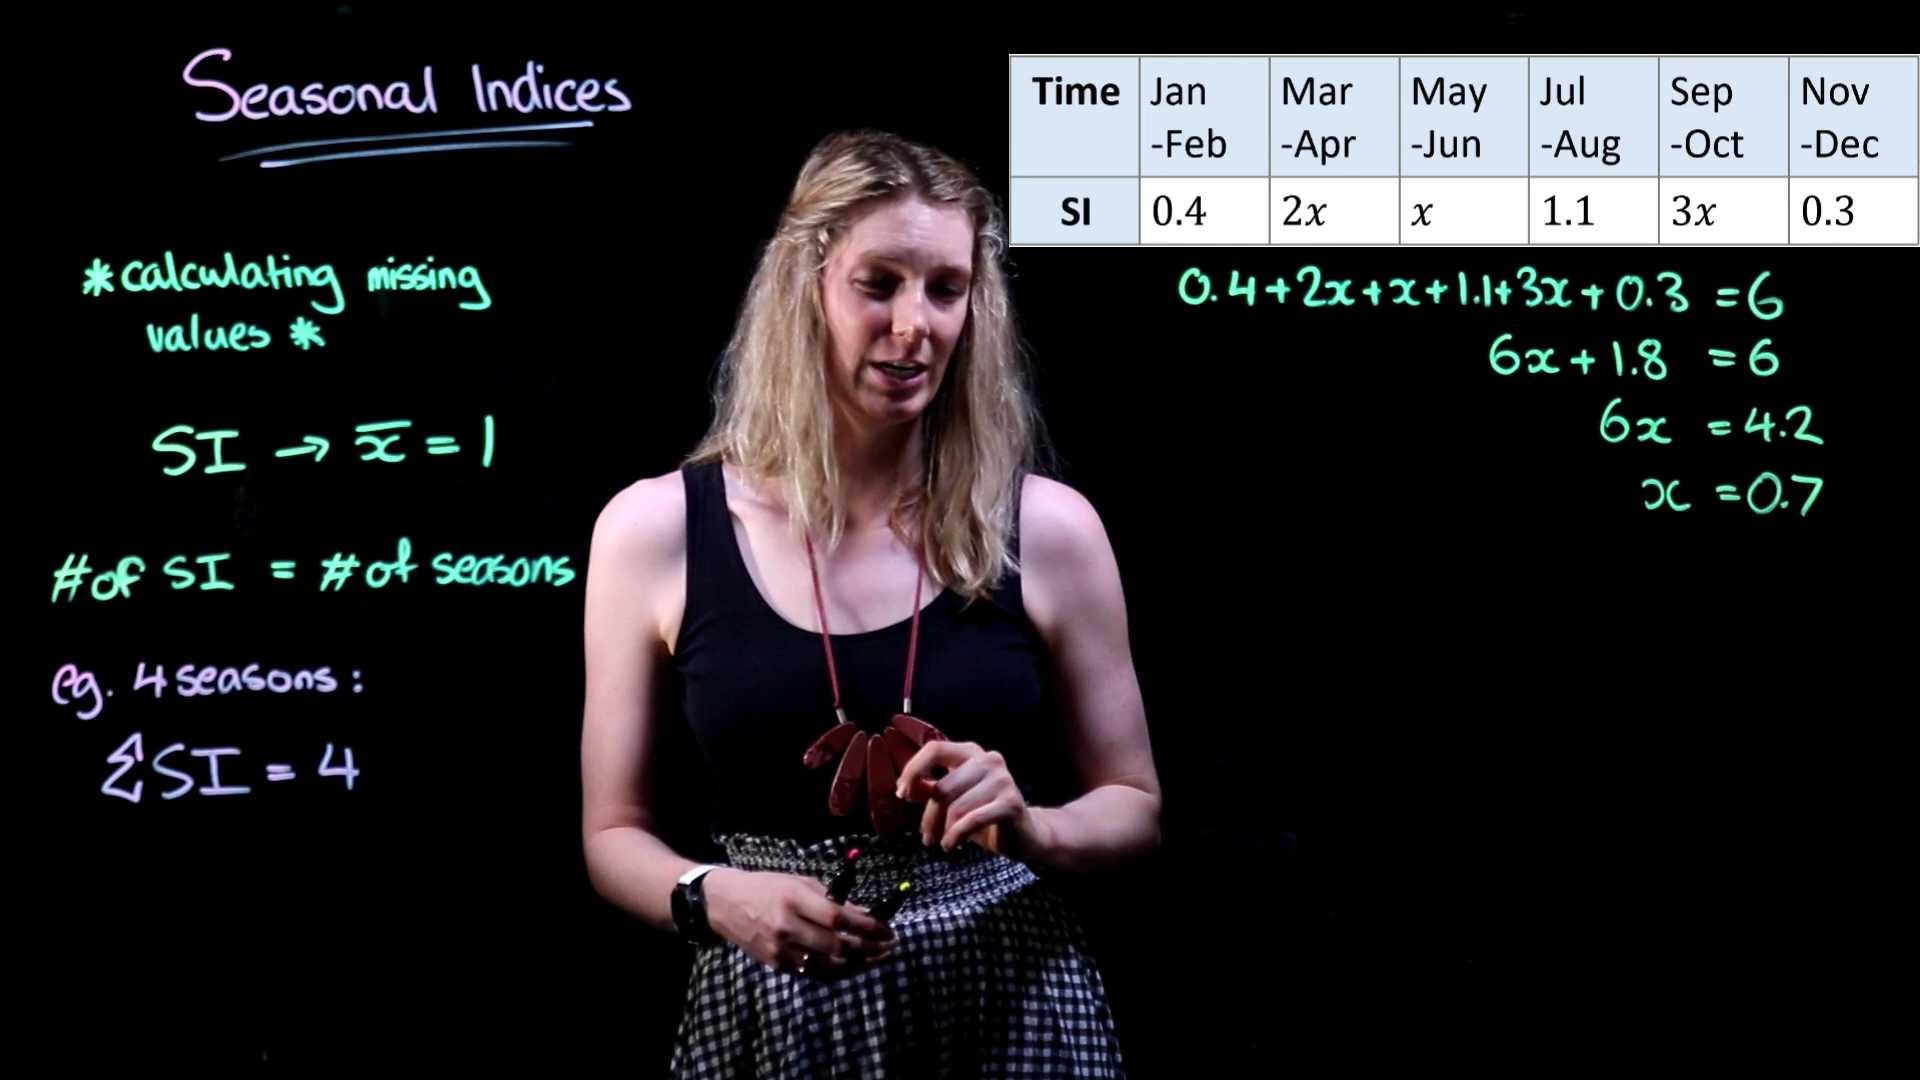 Seasonal Indices
*calculating missing
values *
SI → x̄ = 1
#of SI = # of seasons
eg. 4 seasons:
ΣSI = 4
Time Jan -Feb Mar -Apr May -Jun Jul -Aug Sep -Oct Nov -Dec
SI 0.4 2x x 1.1 3x 0.3
0.4+2x+x+1.1+3x+0.3 =6
6x+1.8 =6
6x =4.2
x =0.7